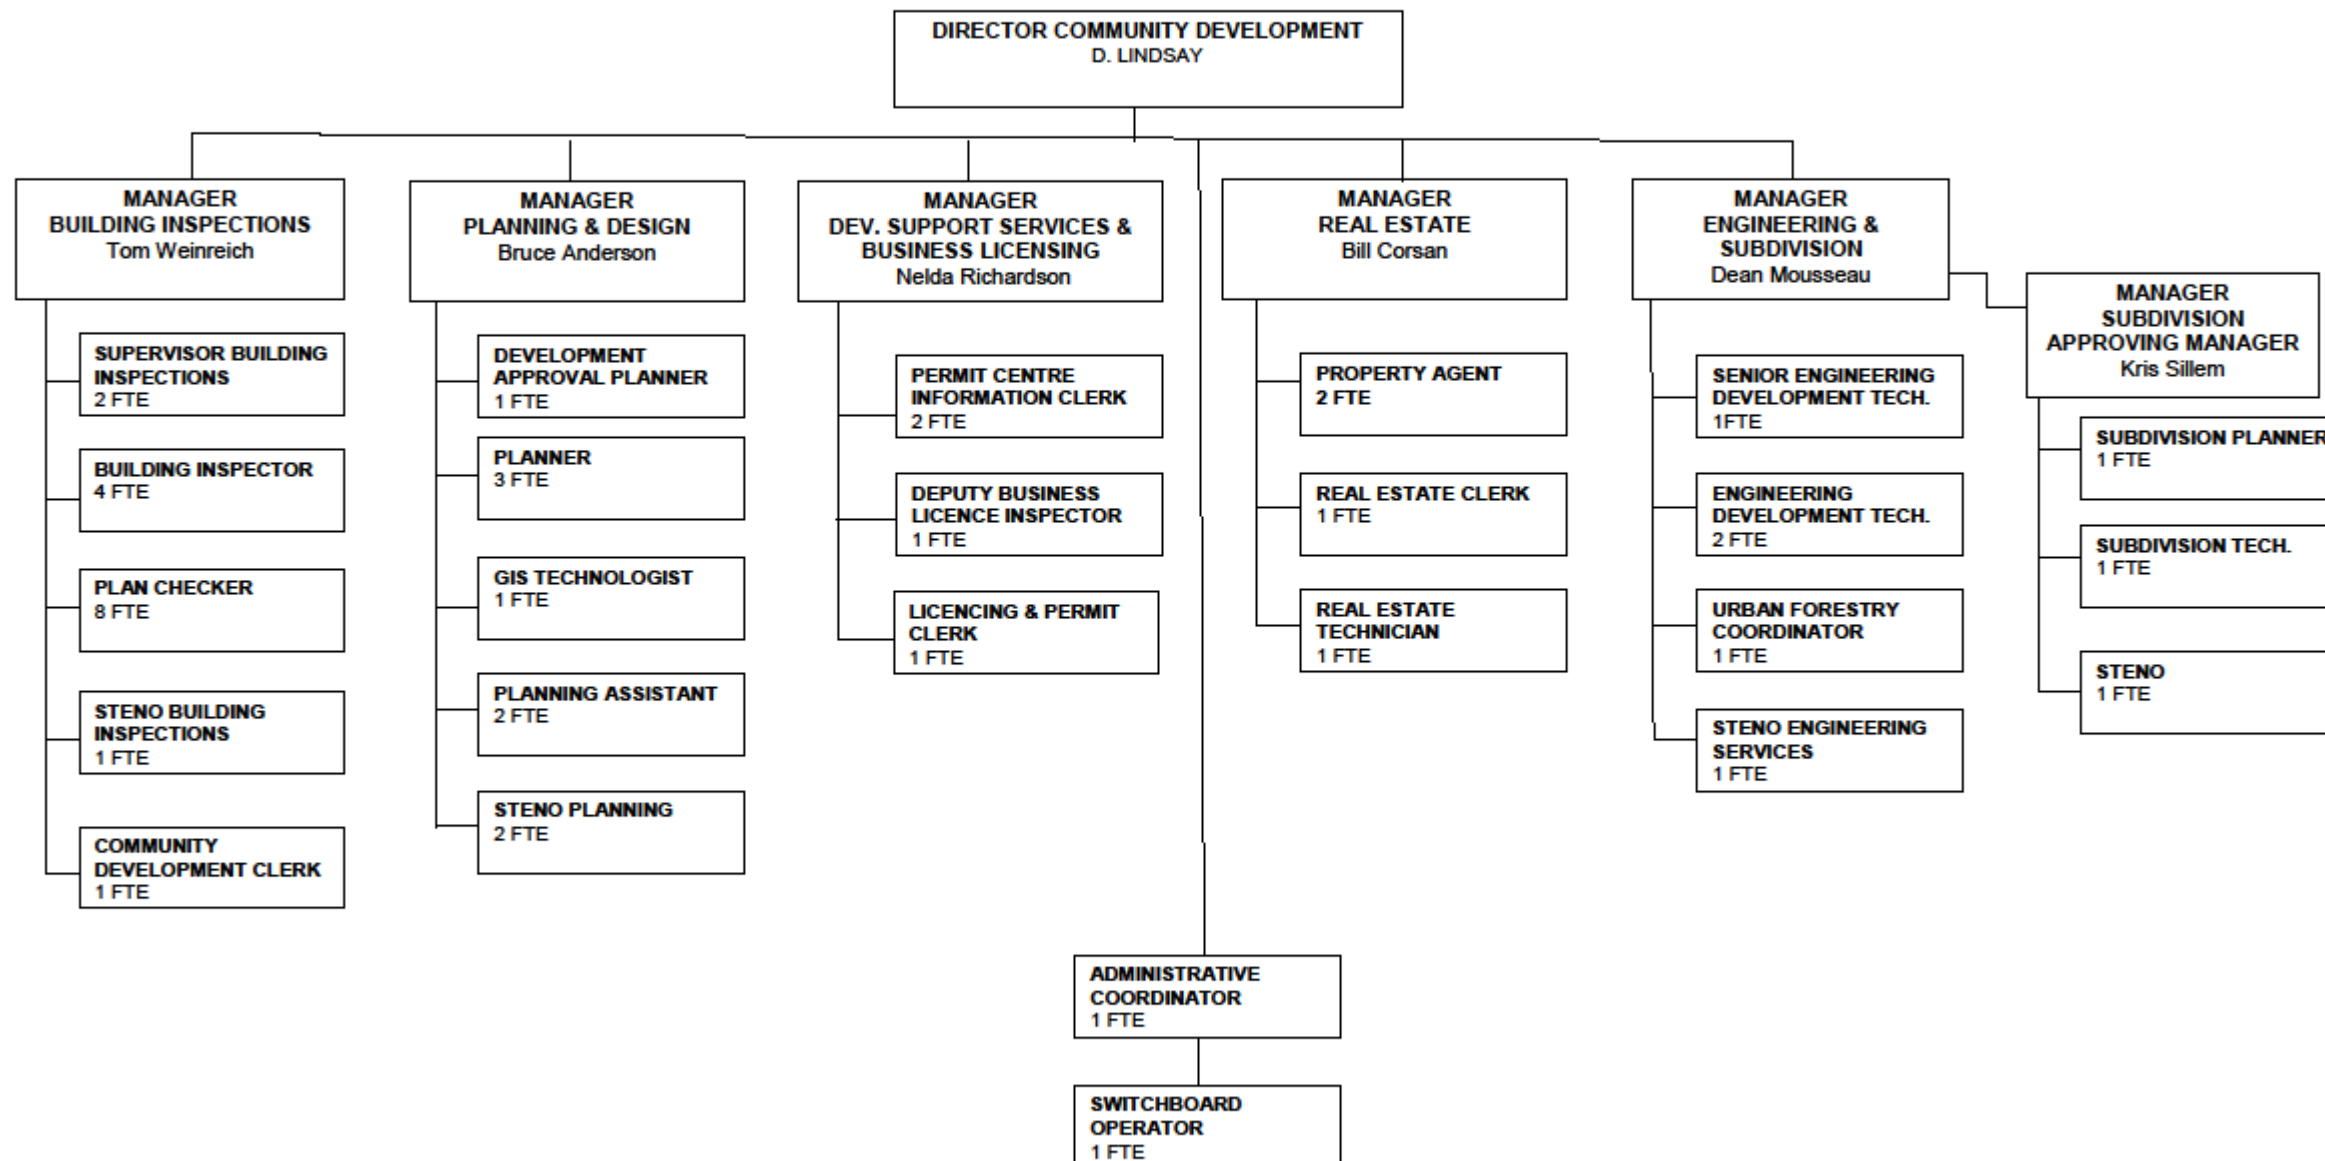 DIRECTOR COMMUNITY DEVELOPMENT
D. LINDSAY
MANAGER
BUILDING INSPECTIONS
Tom Weinreich
SUPERVISOR BUILDING
INSPECTIONS
2 FTE
BUILDING INSPECTOR
4 FTE
PLAN CHECKER
8 FTE
STENO BUILDING
INSPECTIONS
1 FTE
COMMUNITY
DEVELOPMENT CLERK
1 FTE
MANAGER
PLANNING & DESIGN
Bruce Anderson
DEVELOPMENT
APPROVAL PLANNER
1 FTE
PLANNER
3 FTE
GIS TECHNOLOGIST
1 FTE
PLANNING ASSISTANT
2 FTE
STENO PLANNING
2 FTE
MANAGER
DEV. SUPPORT SERVICES &
BUSINESS LICENSING
Nelda Richardson
PERMIT CENTRE
INFORMATION CLERK
2 FTE
DEPUTY BUSINESS
LICENCE INSPECTOR
1 FTE
LICENCING & PERMIT
CLERK
1 FTE
MANAGER
REAL ESTATE
Bill Corsan
PROPERTY AGENT
2 FTE
REAL ESTATE CLERK
1 FTE
REAL ESTATE
TECHNICIAN
1 FTE
MANAGER
ENGINEERING &
SUBDIVISION
Dean Mousseau
SENIOR ENGINEERING
DEVELOPMENT TECH.
1FTE
ENGINEERING
DEVELOPMENT TECH.
2 FTE
URBAN FORESTRY
COORDINATOR
1 FTE
STENO ENGINEERING
SERVICES
1 FTE
MANAGER
SUBDIVISION
APPROVING MANAGER
Kris Sillem
SUBDIVISION PLANNER
1 FTE
SUBDIVISION TECH.
1 FTE
STENO
1 FTE
ADMINISTRATIVE
COORDINATOR
1 FTE
SWITCHBOARD
OPERATOR
1 FTE